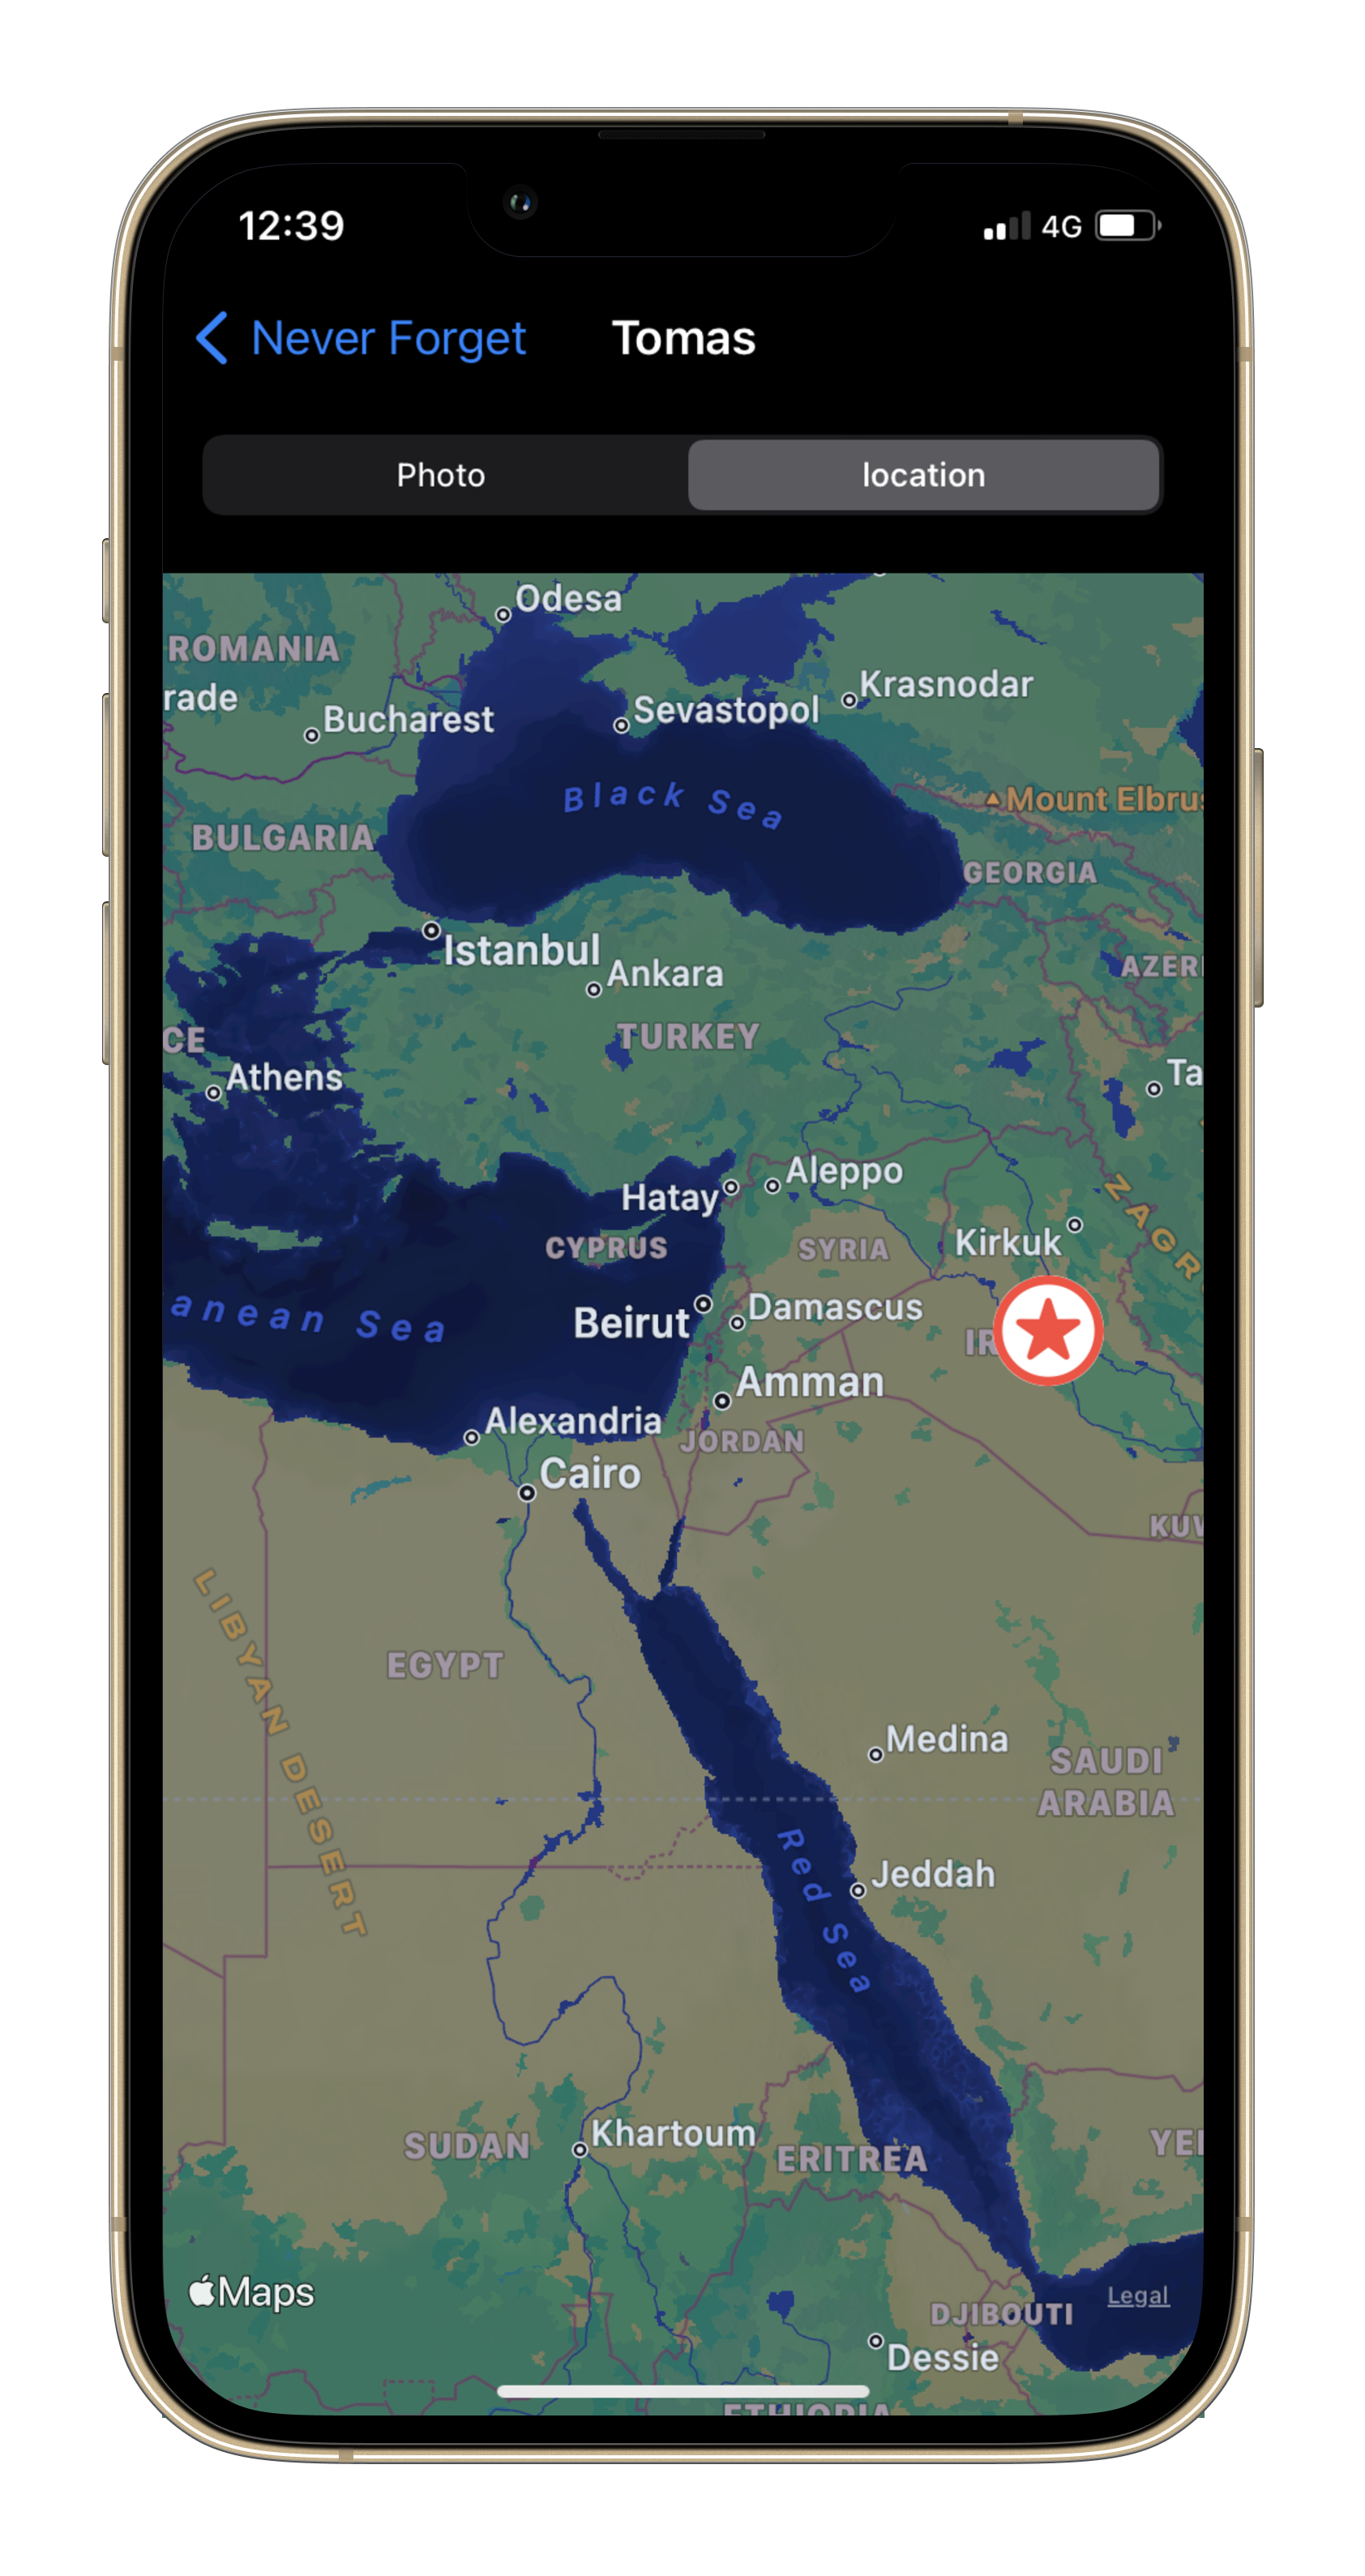 12:39
4G
Never Forget
Tomas
Photo
location
Odesa
ROMANIA
rade
Krasnodar
Bucharest
Sevastopol
Black Sea
Mount Elbrus
BULGARIA
GEORGIA
Istanbul
Ankara
AZER
TURKEY
CE
Athens
Ta
Aleppo
Hatay
ZAGR
Kirkuk
CYPRUS
SYRIA
anean Sea
Beirut
Damascus
IR
Amman
Alexandria
JORDAN
Cairo
KUW
LIBYAN DESERT
EGYPT
Medina
SAUDI
ARABIA
Red Sea
Jeddah
SUDAN
Khartoum
ERITREA
YE
Maps
Legal
DJIBOUTI
Dessie
ETHIOPIA